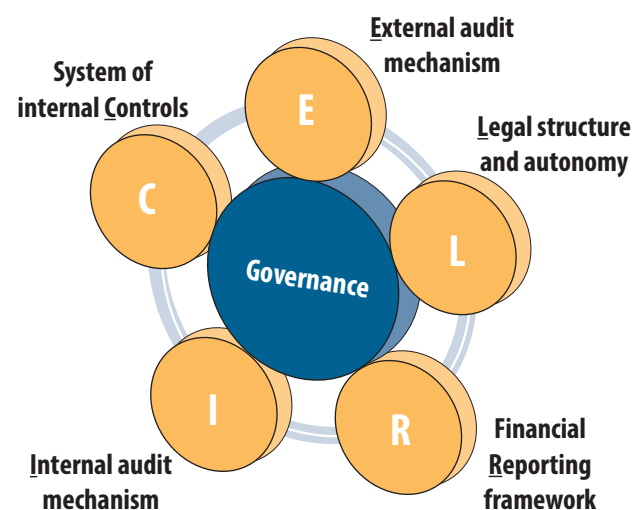 External audit
mechanism
E
Legal structure
and autonomy
L
Financial
Reporting
framework
R
Internal audit
mechanism
I
System of
internal Controls
C
Governance